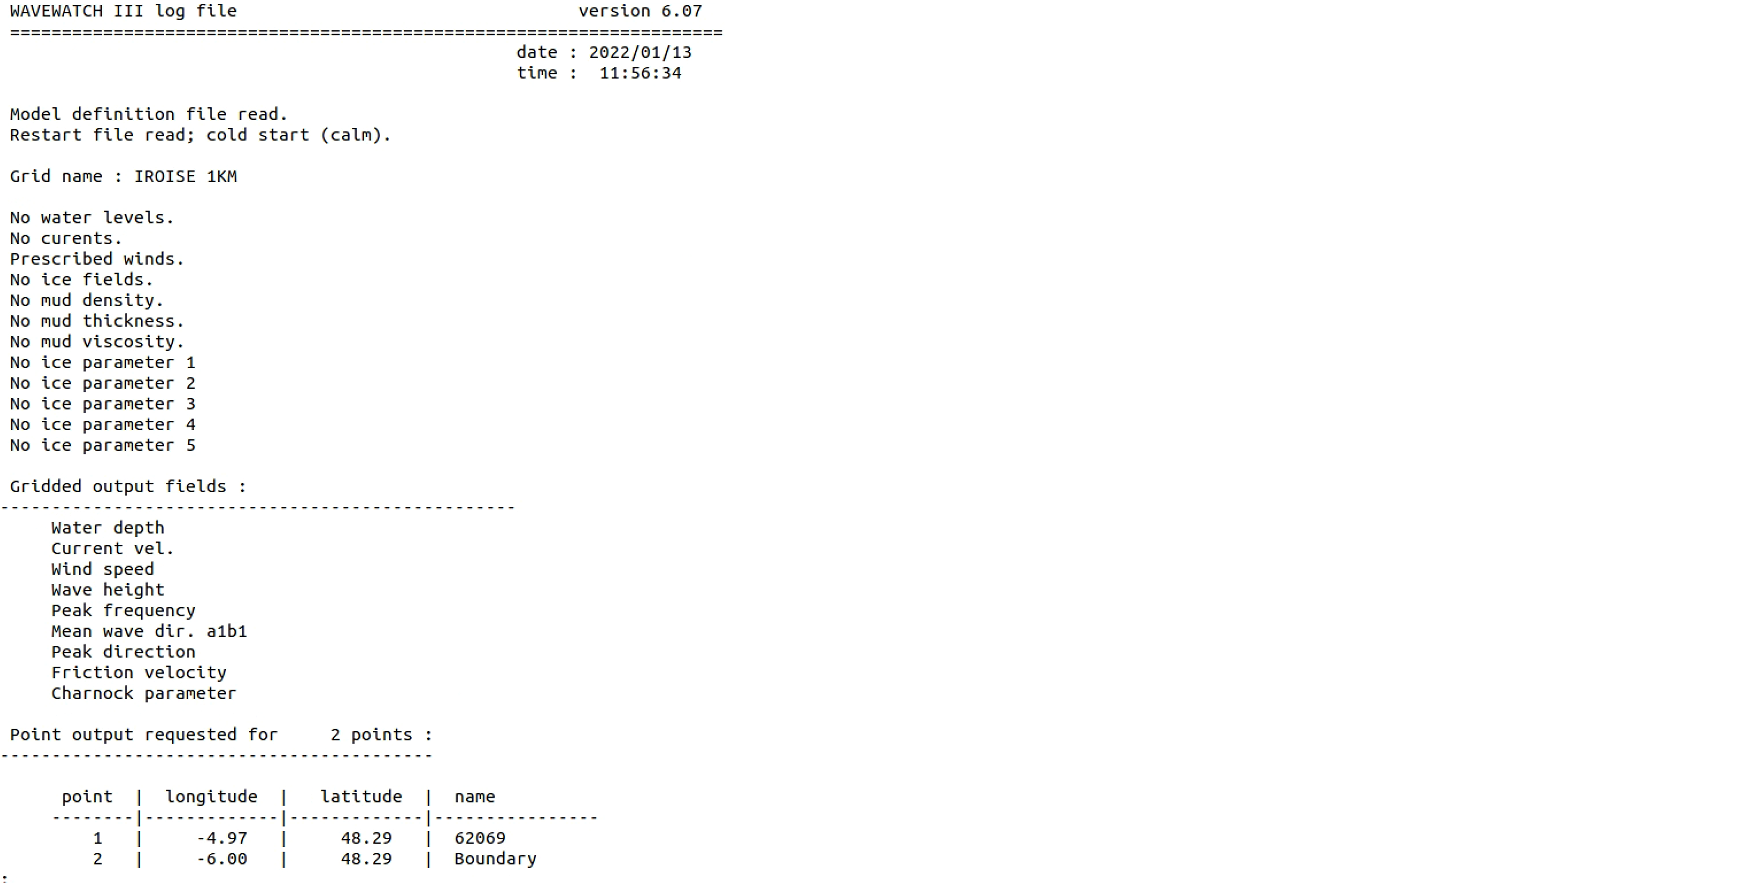 WAVEWATCH III log file                                 version 6.07
=====================================================================
date : 2022/01/13
time :  11:56:34
Model definition file read.
Restart file read; cold start (calm).
Grid name : IROISE 1KM
No water levels.
No curents.
Prescribed winds.
No ice fields.
No mud density.
No mud thickness.
No mud viscosity.
No ice parameter 1
No ice parameter 2
No ice parameter 3
No ice parameter 4
No ice parameter 5
Gridded output fields :
--------------------------------------------------
Water depth
Current vel.
Wind speed
Wave height
Peak frequency
Mean wave dir. a1b1
Peak direction
Friction velocity
Charnock parameter
Point output requested for     2 points :
------------------------------------------
point  |  longitude  |   latitude  |  name
--------|-------------|-------------|----------------
1   |     -4.97   |     48.29   |  62069
2   |     -6.00   |     48.29   |  Boundary
: